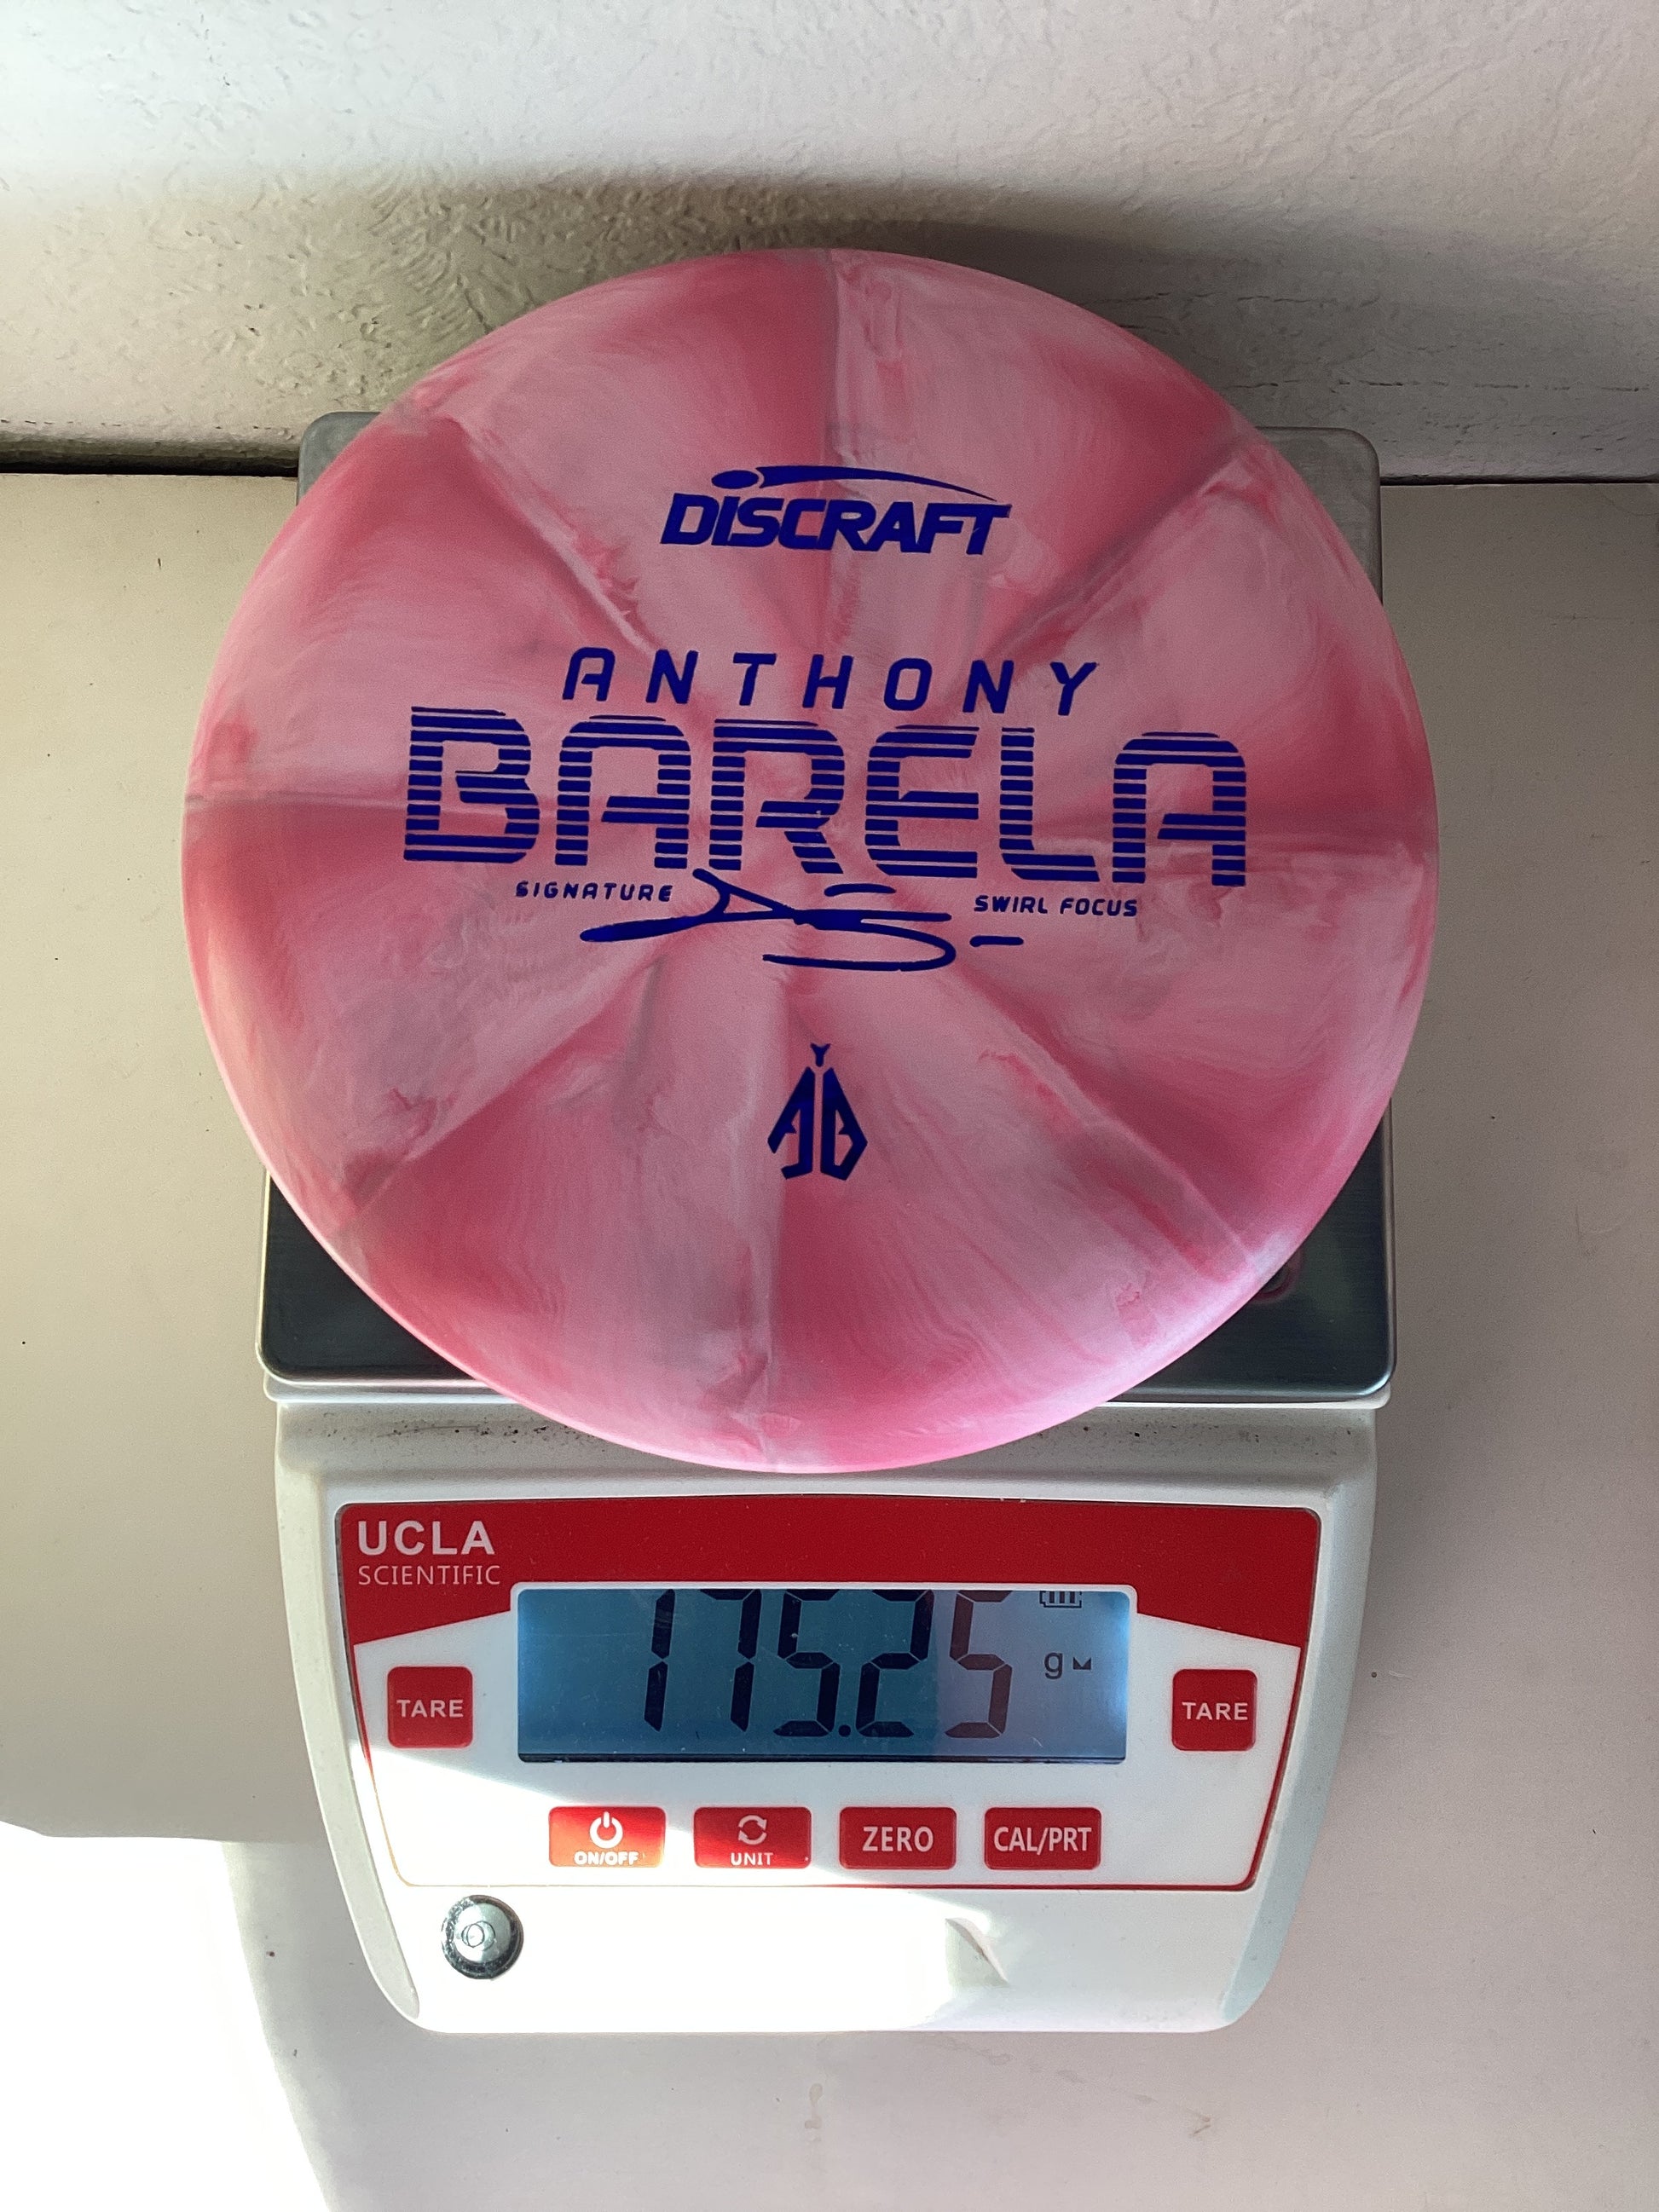 DISCRAFT
ANTHONY
BARELA
SIGNATURE SWIRL FOCUS
AB
UCLA
SCIENTIFIC
175.25 g
TARE TARE
ON/OFF UNIT ZERO CAL/PRT